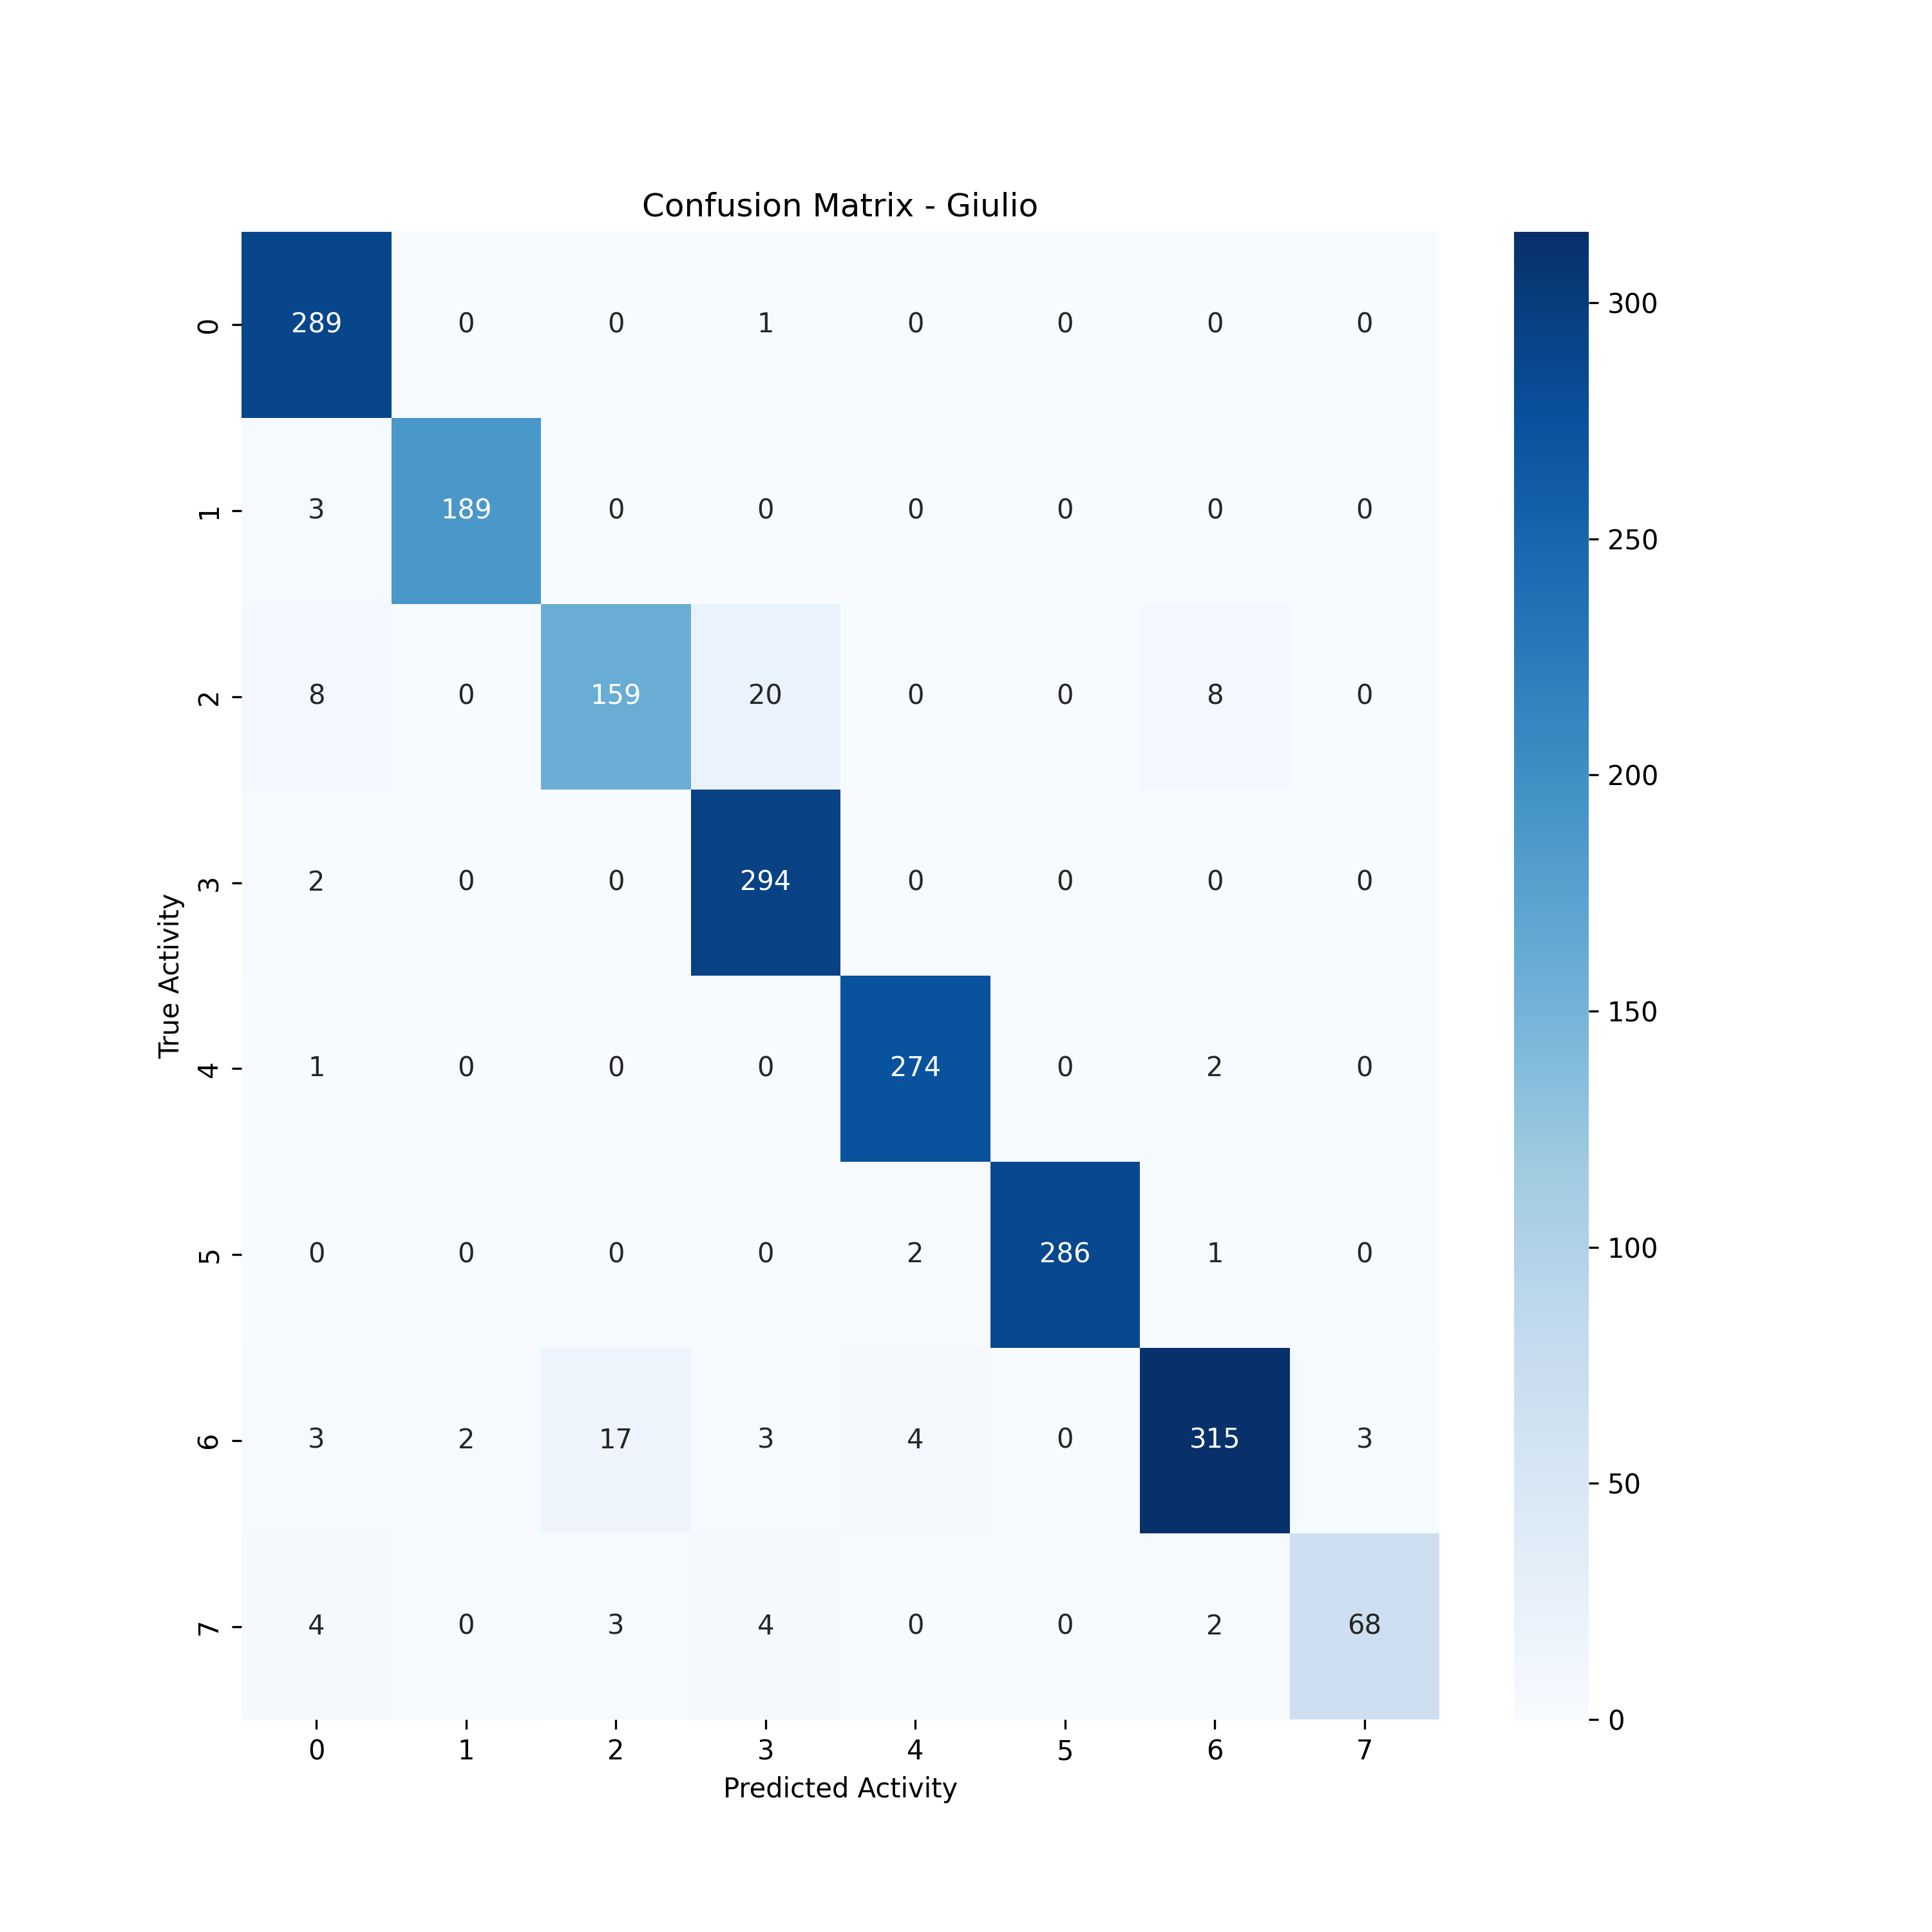 Confusion Matrix - Giulio
0 289 0 0 1 0 0 0 0
1 3 189 0 0 0 0 0 0
2 8 0 159 20 0 0 8 0
3 2 0 0 294 0 0 0 0
4 1 0 0 0 274 0 2 0
5 0 0 0 0 2 286 1 0
6 3 2 17 3 4 0 315 3
7 4 0 3 4 0 0 2 68
0 1 2 3 4 5 6 7
Predicted Activity
True Activity
300
250
200
150
100
50
0